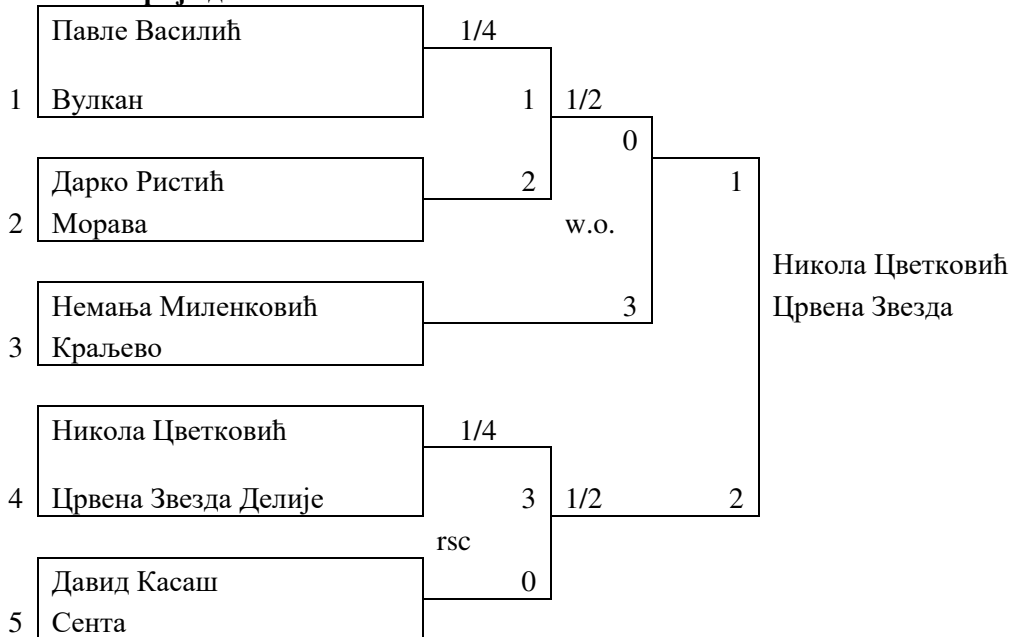 Павле Василић
1/4
1 Вулкан
1
1/2
0
Дарко Ристић
2
1
2 Морава
w.o.
Никола Цветковић
Немања Миленковић
3
Црвена Звезда
3 Краљево
Никола Цветковић
1/4
4 Црвена Звезда Делије
3
1/2
2
rsc
Давид Касаш
0
5 Сента